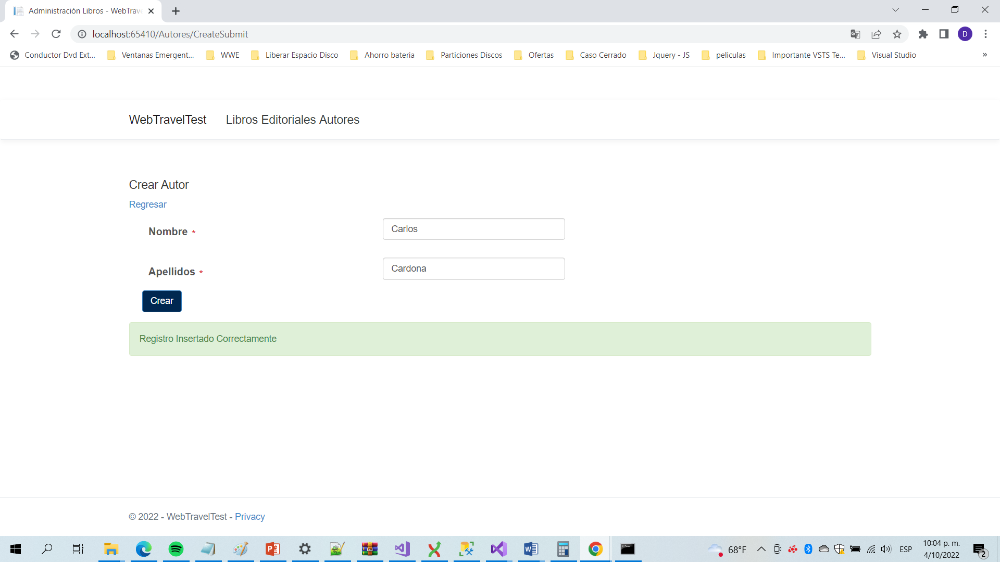 Administración Libros - WebTrave
localhost:65410/Autores/CreateSubmit
D
Conductor Dvd Ext... Ventanas Emergent... WWE Liberar Espacio Disco Ahorro bateria Particiones Discos Ofertas Caso Cerrado Jquery - JS peliculas Importante VSTS Te... Visual Studio »
WebTravelTest Libros Editoriales Autores
Crear Autor
Regresar
Nombre * Carlos
Apellidos * Cardona
Crear
Registro Insertado Correctamente
© 2022 - WebTravelTest - Privacy
68°F ESP 10:04 p. m.
4/10/2022
2